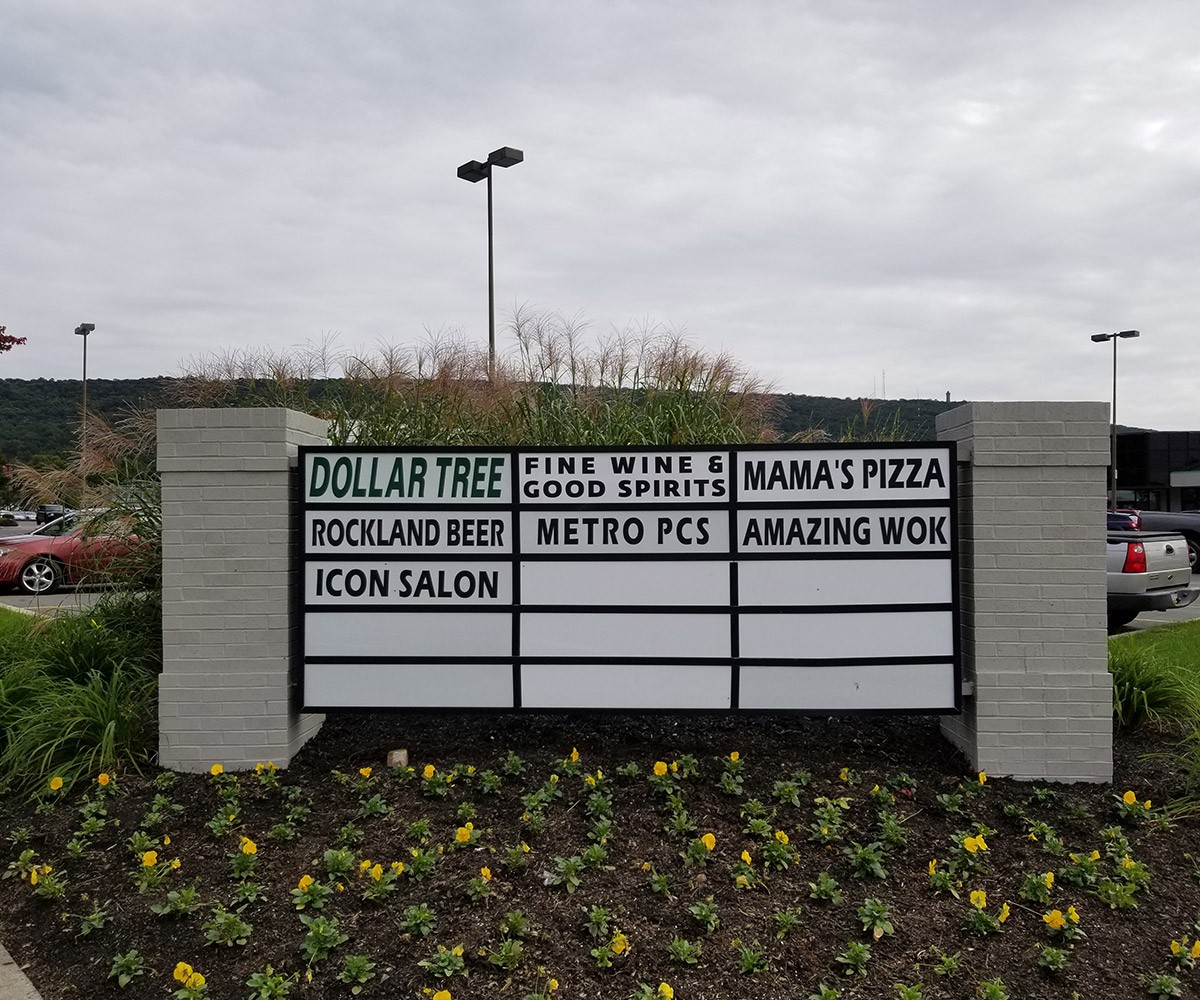 DOLLAR TREE
FINE WINE &
GOOD SPIRITS
MAMA'S PIZZA
ROCKLAND BEER
METRO PCS
AMAZING WOK
ICON SALON